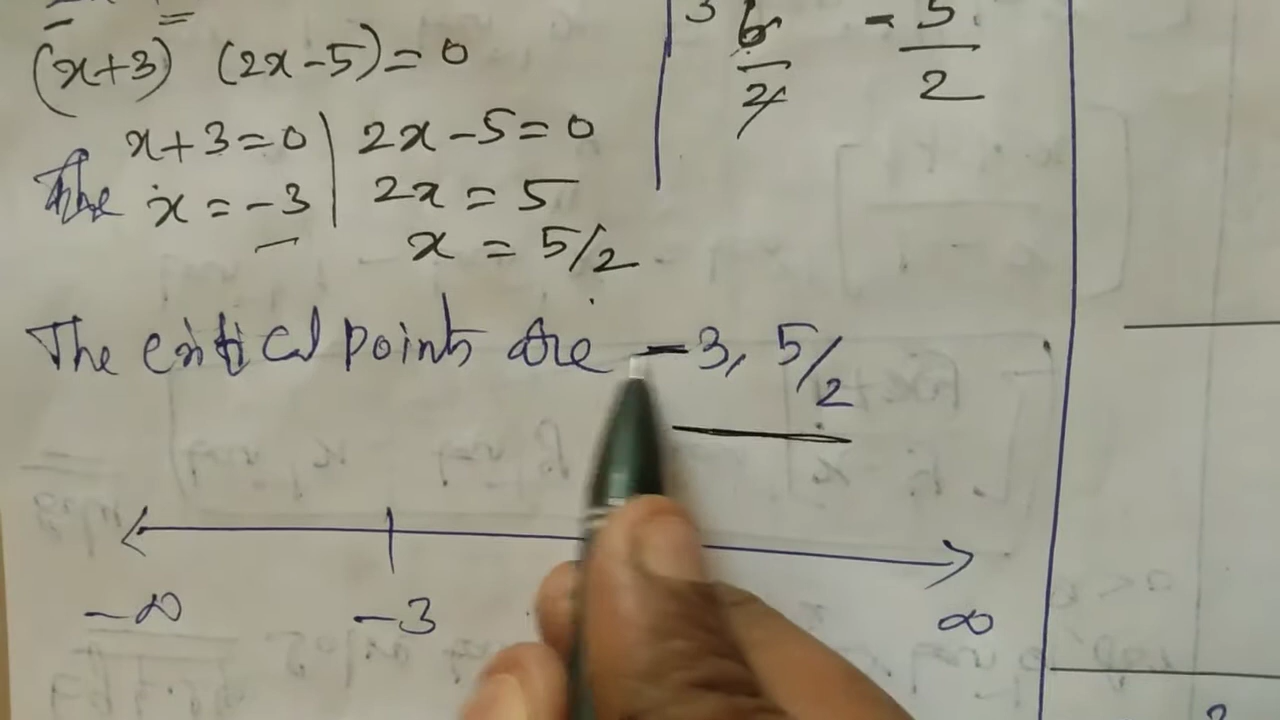 (x+3) (2x-5)=0
x+3=0 | 2x-5=0
The x=-3 | 2x=5
x=5/2
3 6/2 -5/2
The critical points are -3, 5/2
-∞ -3 ∞